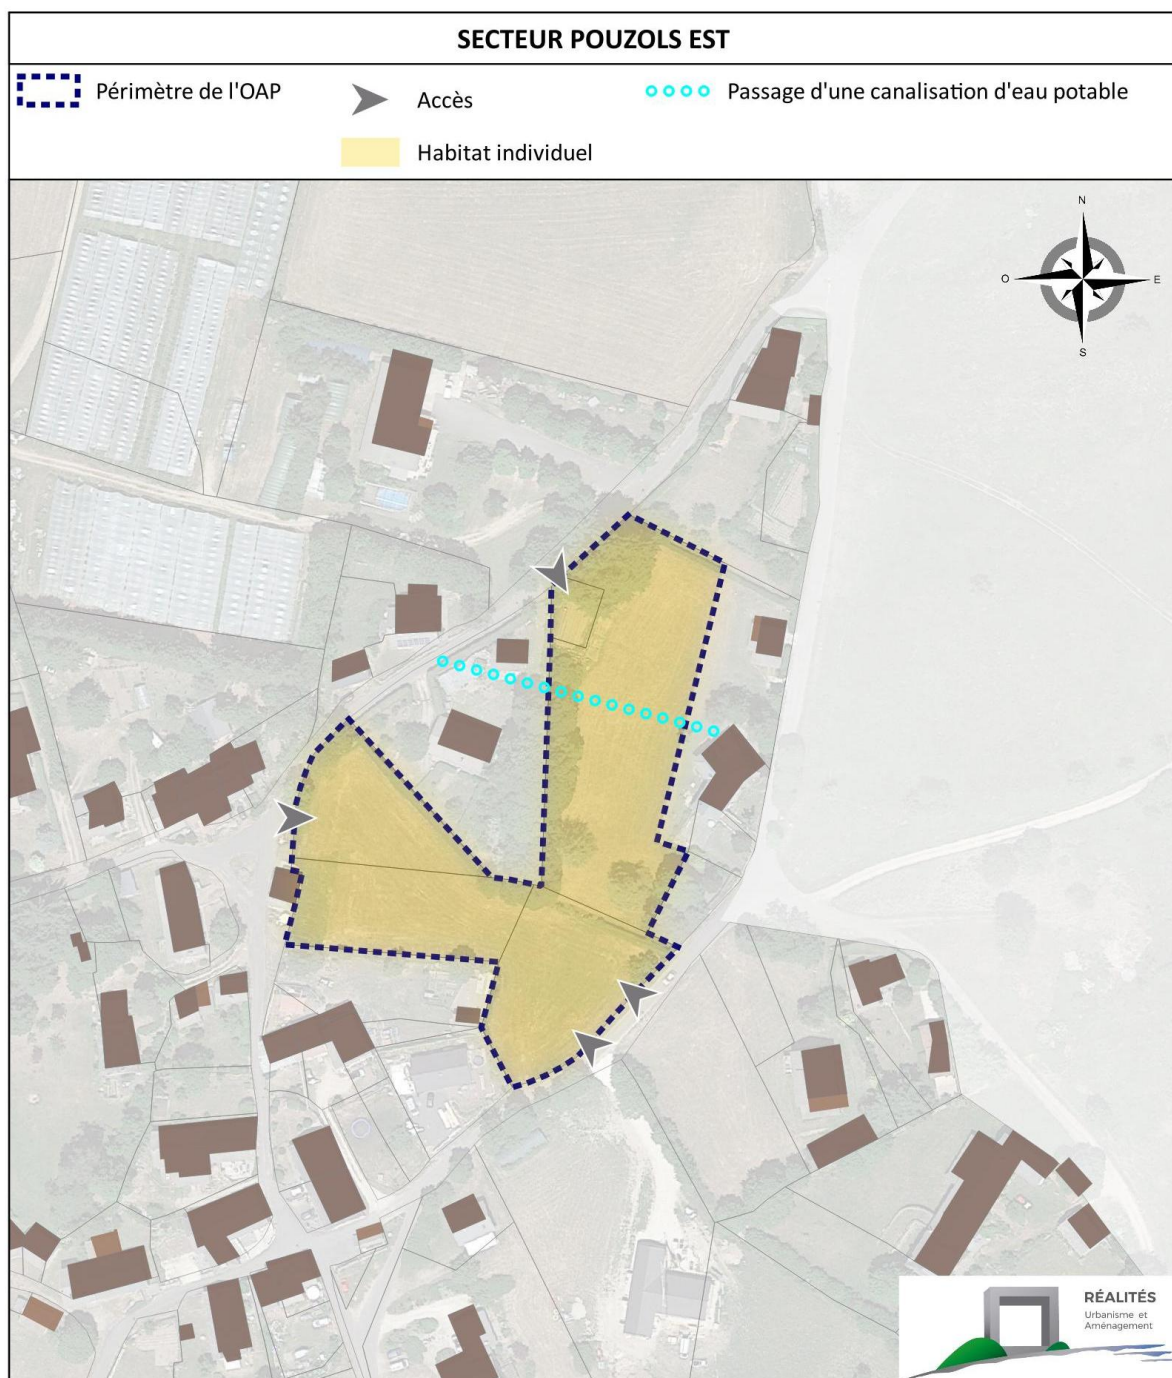 SECTEUR POUZOLS EST
Périmètre de l'OAP
Accès
Passage d'une canalisation d'eau potable
Habitat individuel
N
O
E
S
RÉALITÉS
Urbanisme et
Aménagement